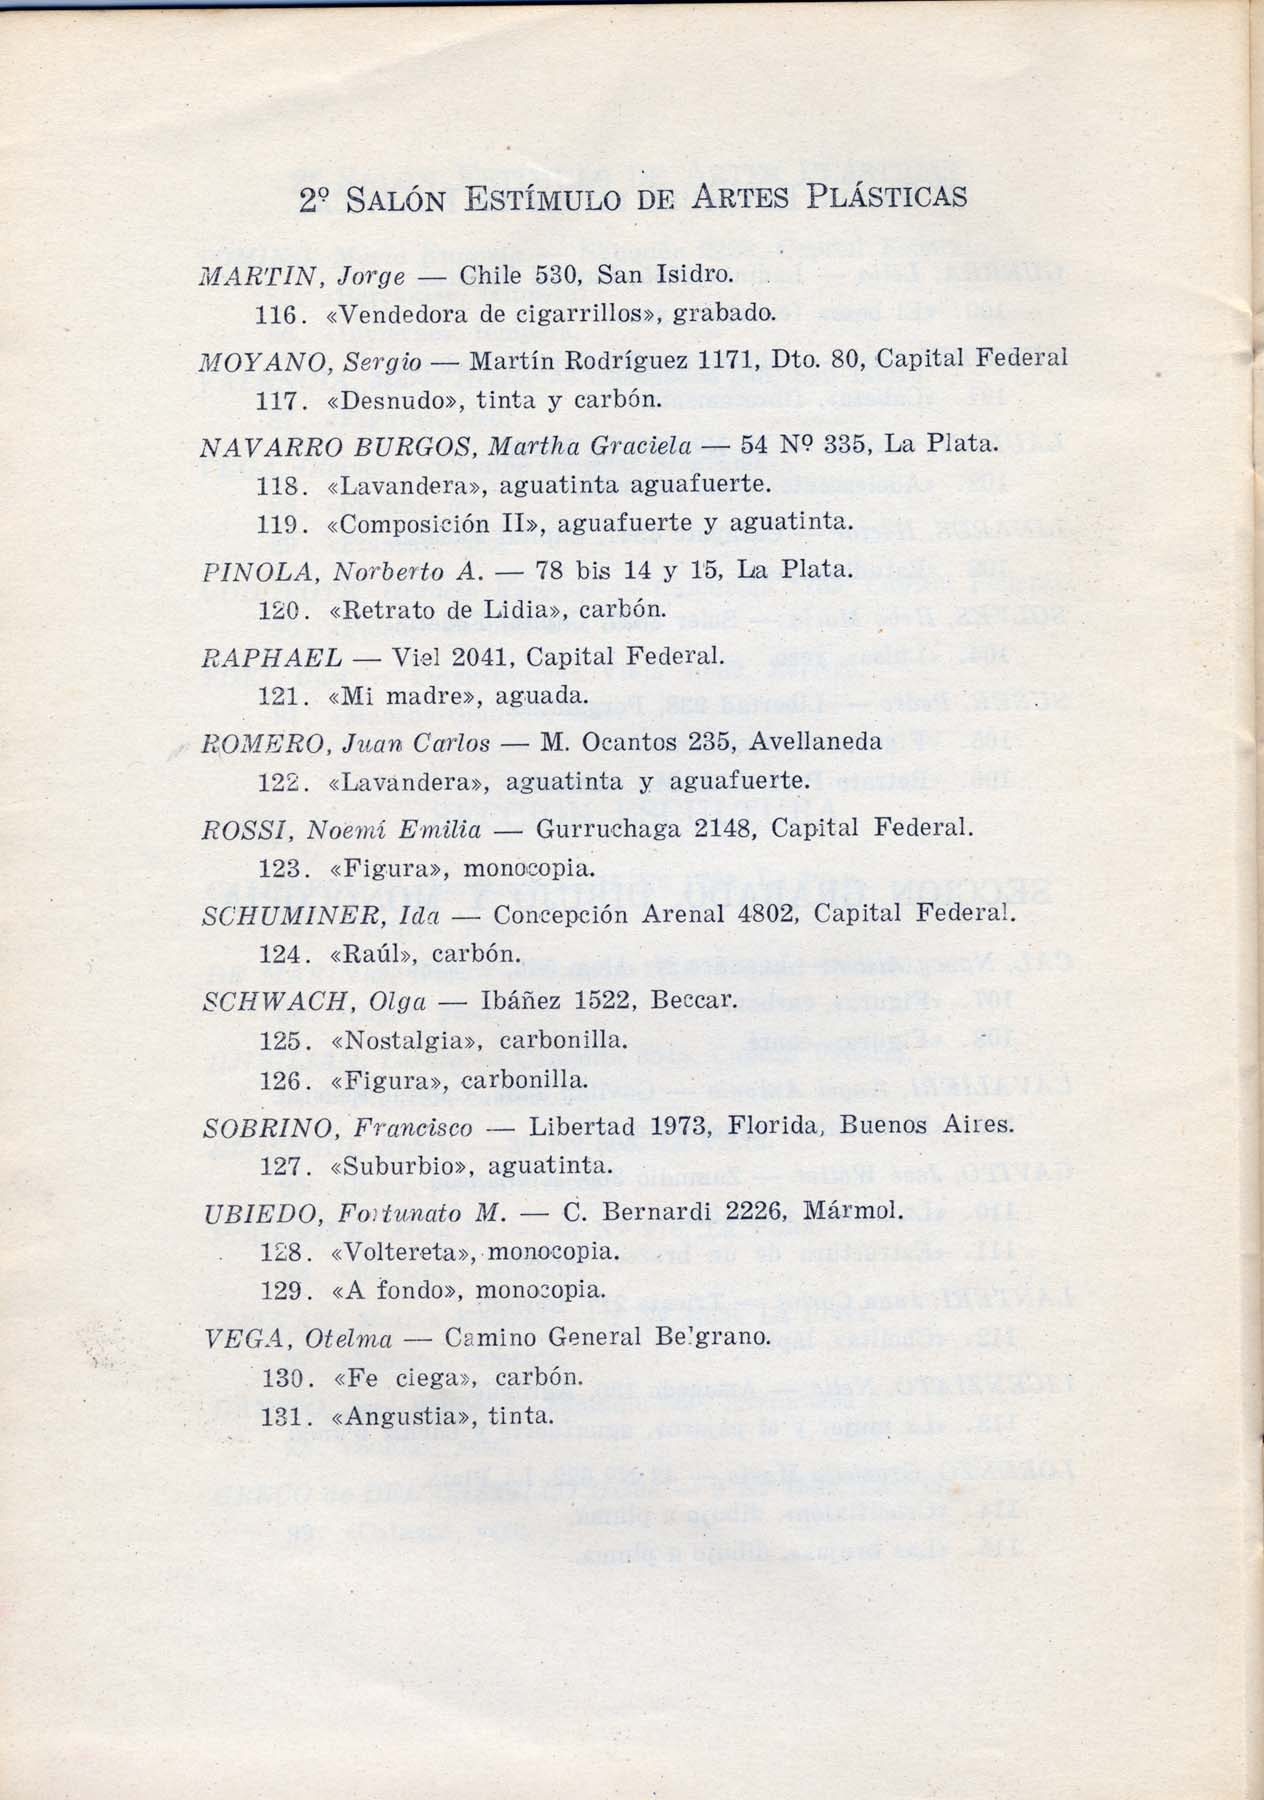 2º SALÓN ESTÍMULO DE ARTES PLÁSTICAS
MARTIN, Jorge — Chile 530, San Isidro.
116. «Vendedora de cigarrillos», grabado.
MOYANO, Sergio — Martín Rodríguez 1171, Dto. 80, Capital Federal
117. «Desnudo», tinta y carbón.
NAVARRO BURGOS, Martha Graciela — 54 Nº 335, La Plata.
118. «Lavandera», aguatinta aguafuerte.
119. «Composición II», aguafuerte y aguatinta.
PINOLA, Norberto A. — 78 bis 14 y 15, La Plata.
120. «Retrato de Lidia», carbón.
RAPHAEL — Viel 2041, Capital Federal.
121. «Mi madre», aguada.
ROMERO, Juan Carlos — M. Ocantos 235, Avellaneda
122. «Lavandera», aguatinta y aguafuerte.
ROSSI, Noemí Emilia — Gurruchaga 2148, Capital Federal.
123. «Figura», monocopia.
SCHUMINER, Ida — Concepción Arenal 4802, Capital Federal.
124. «Raúl», carbón.
SCHWACH, Olga — Ibáñez 1522, Beccar.
125. «Nostalgia», carbonilla.
126. «Figura», carbonilla.
SOBRINO, Francisco — Libertad 1973, Florida, Buenos Aires.
127. «Suburbio», aguatinta.
UBIEDO, Fortunato M. — C. Bernardi 2226, Mármol.
128. «Voltereta», monocopia.
129. «A fondo», monocopia.
VEGA, Otelma — Camino General Belgrano.
130. «Fe ciega», carbón.
131. «Angustia», tinta.